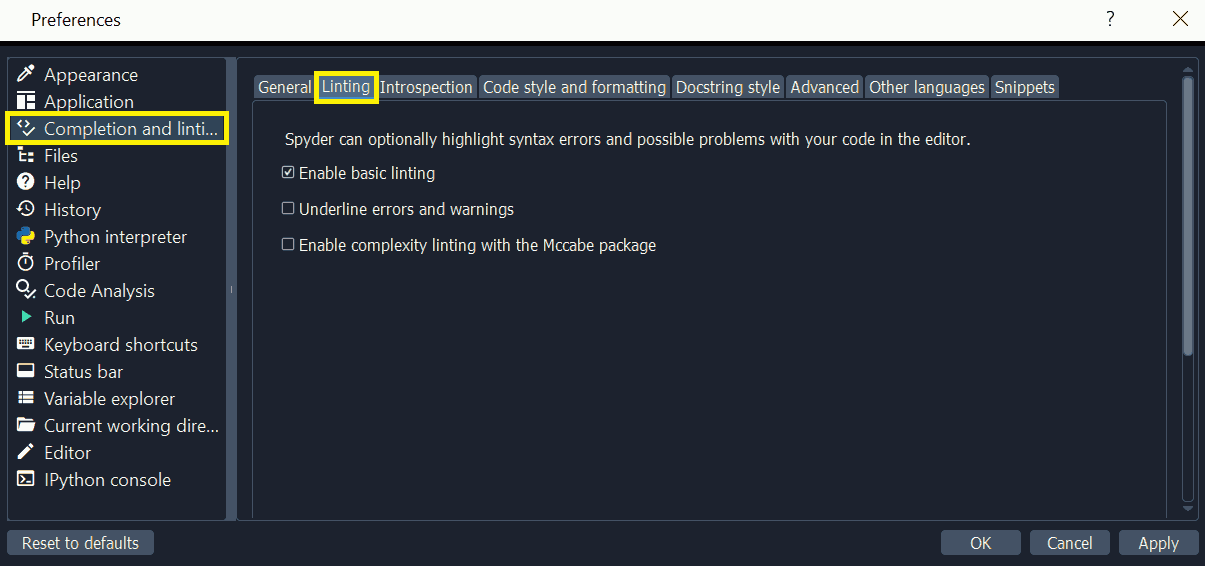 Preferences
?
Appearance
Application
Completion and linti...
Files
Help
History
Python interpreter
Profiler
Code Analysis
Run
Keyboard shortcuts
Status bar
Variable explorer
Current working dire...
Editor
IPython console
General Linting Introspection Code style and formatting Docstring style Advanced Other languages Snippets
Spyder can optionally highlight syntax errors and possible problems with your code in the editor.
Enable basic linting
Underline errors and warnings
Enable complexity linting with the Mccabe package
Reset to defaults OK Cancel Apply